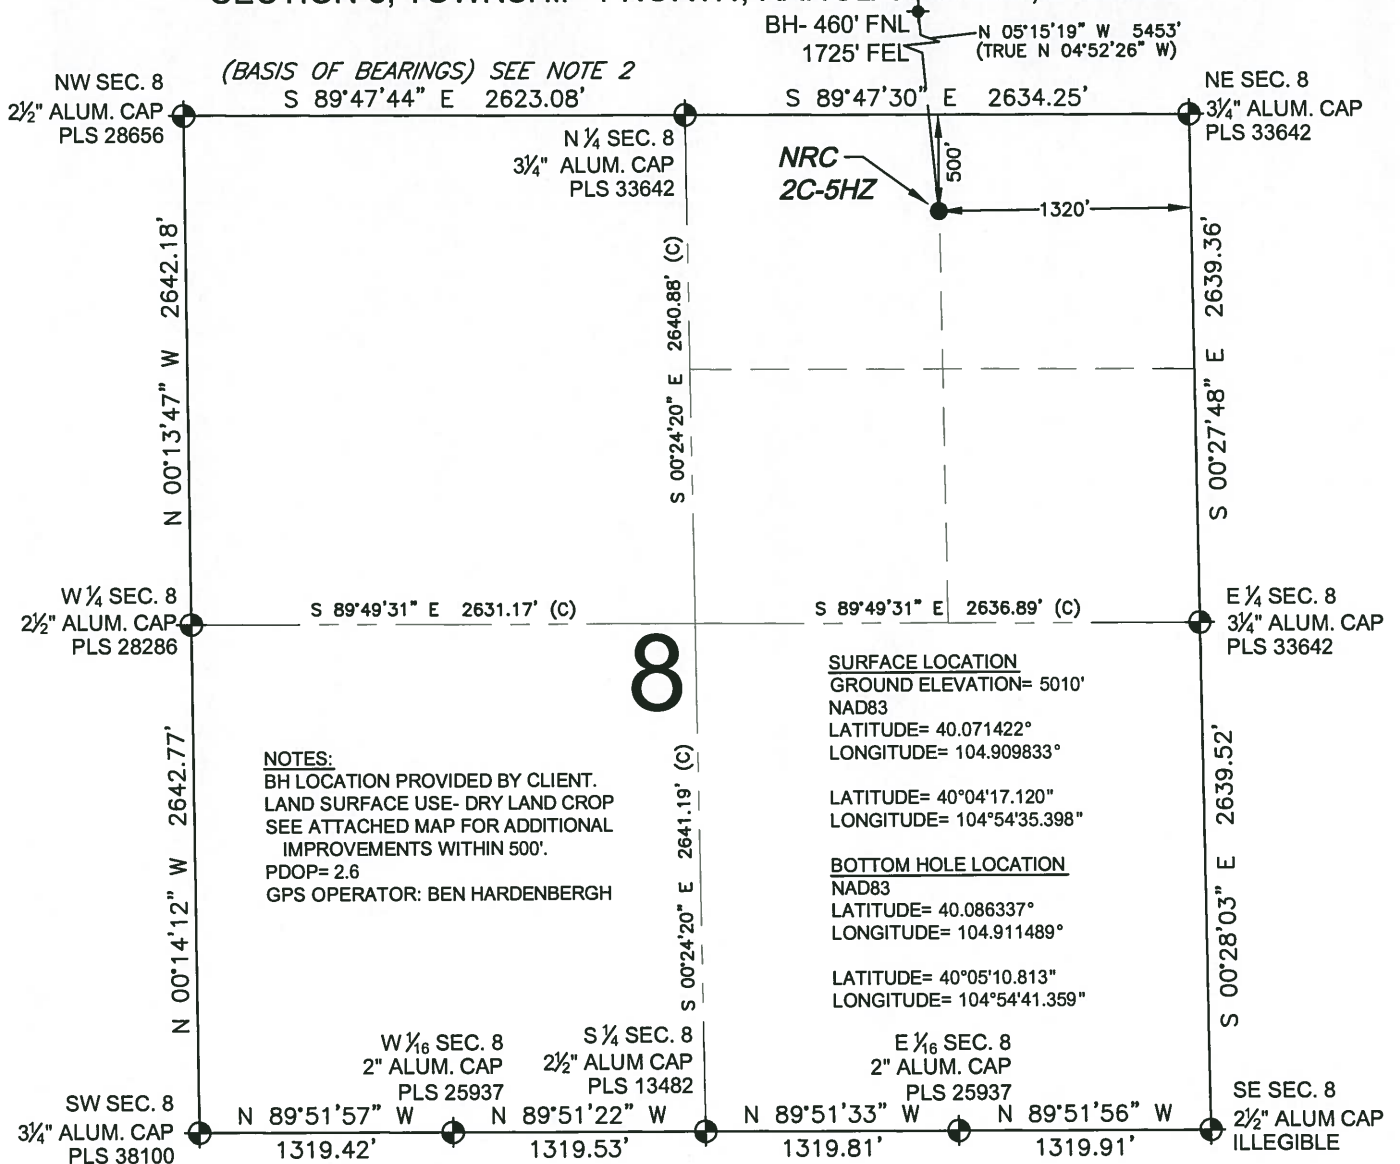 BH- 460' FNL
1725' FEL
N 05°15'19" W 5453'
(TRUE N 04°52'26" W)
(BASIS OF BEARINGS) SEE NOTE 2
NW SEC. 8
2½" ALUM. CAP
PLS 28656
S 89°47'44" E 2623.08'
S 89°47'30" E 2634.25'
NE SEC. 8
3¼" ALUM. CAP
PLS 33642
N ¼ SEC. 8
3¼" ALUM. CAP
PLS 33642
NRC
2C-5HZ
500'
1320'
N 00°13'47" W 2642.18'
S 00°24'20" E 2640.88' (C)
S 00°27'48" E 2639.36'
W ¼ SEC. 8
2½" ALUM. CAP
PLS 28286
S 89°49'31" E 2631.17' (C)
S 89°49'31" E 2636.89' (C)
E ¼ SEC. 8
3¼" ALUM. CAP
PLS 33642
8
SURFACE LOCATION
GROUND ELEVATION= 5010'
NAD83
LATITUDE= 40.071422°
LONGITUDE= 104.909833°
LATITUDE= 40°04'17.120"
LONGITUDE= 104°54'35.398"
BOTTOM HOLE LOCATION
NAD83
LATITUDE= 40.086337°
LONGITUDE= 104.911489°
LATITUDE= 40°05'10.813"
LONGITUDE= 104°54'41.359"
NOTES:
BH LOCATION PROVIDED BY CLIENT.
LAND SURFACE USE- DRY LAND CROP
SEE ATTACHED MAP FOR ADDITIONAL
IMPROVEMENTS WITHIN 500'.
PDOP= 2.6
GPS OPERATOR: BEN HARDENBERGH
N 00°14'12" W 2642.77'
S 00°24'20" E 2641.19' (C)
S 00°28'03" E 2639.52'
W 1⁄16 SEC. 8
2" ALUM. CAP
PLS 25937
S ¼ SEC. 8
2½" ALUM CAP
PLS 13482
E 1⁄16 SEC. 8
2" ALUM. CAP
PLS 25937
SW SEC. 8
3¼" ALUM. CAP
PLS 38100
N 89°51'57" W
1319.42'
N 89°51'22" W
1319.53'
N 89°51'33" W
1319.81'
N 89°51'56" W
1319.91'
SE SEC. 8
2½" ALUM CAP
ILLEGIBLE